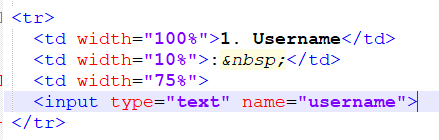 <tr>
<td width="100%">1. Username</td>
<td width="10%">:&nbsp;</td>
<td width="75%">
<input type="text" name="username">
</tr>